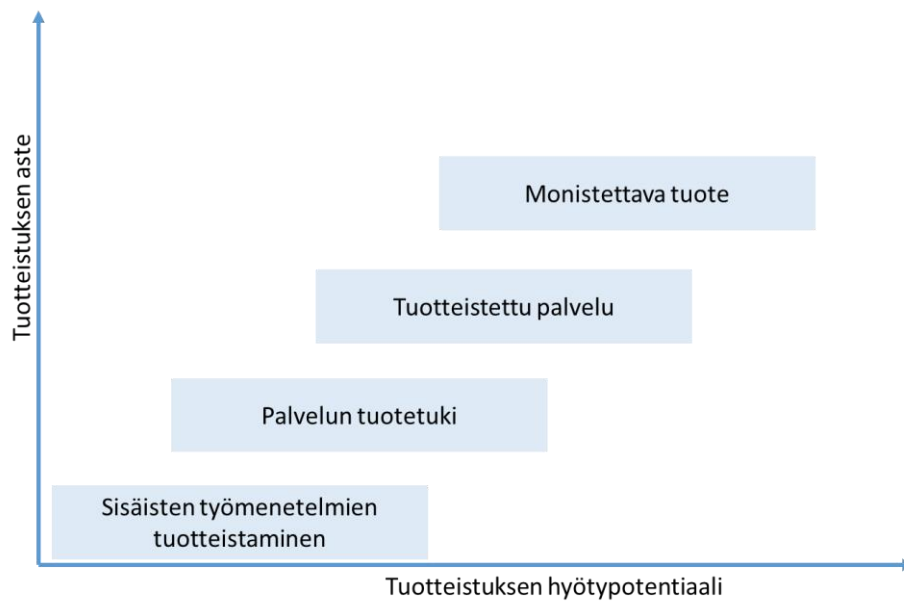 Tuotteistuksen aste
Monistettava tuote
Tuotteistettu palvelu
Palvelun tuotetuki
Sisäisten työmenetelmien
tuotteistaminen
Tuotteistuksen hyötypotentiaali